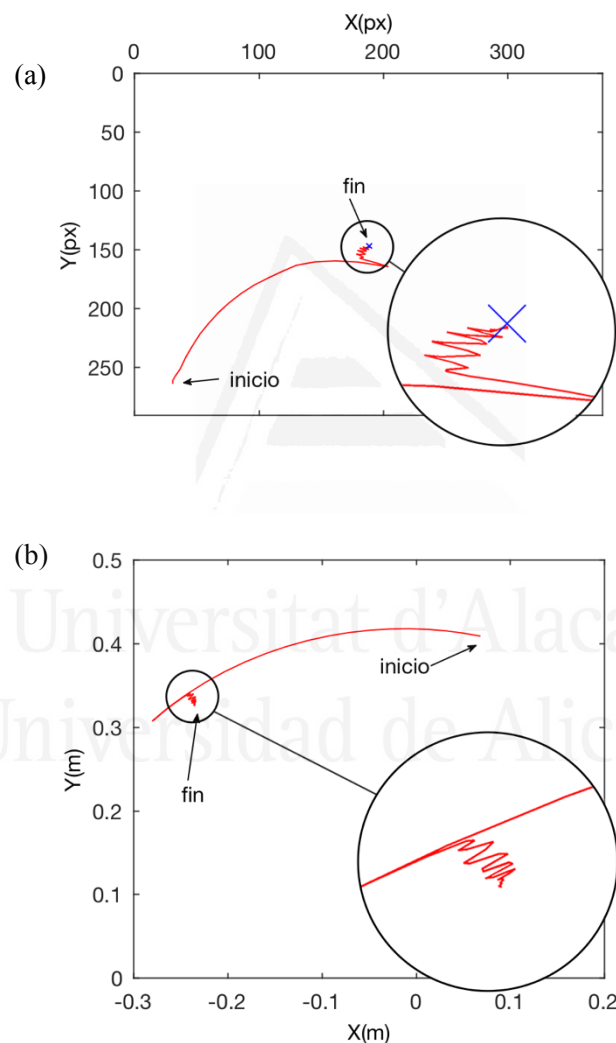 X(px)
0 100 200 300
(a)
0
50
100
150
200
250
Y(px)
fin
inicio
(b)
0.5
0.4
0.3
0.2
0.1
0
Y(m)
inicio
fin
Universitat d'Alaca
Universidad de Alic
-0.3 -0.2 -0.1 0 0.1 0.2
X(m)